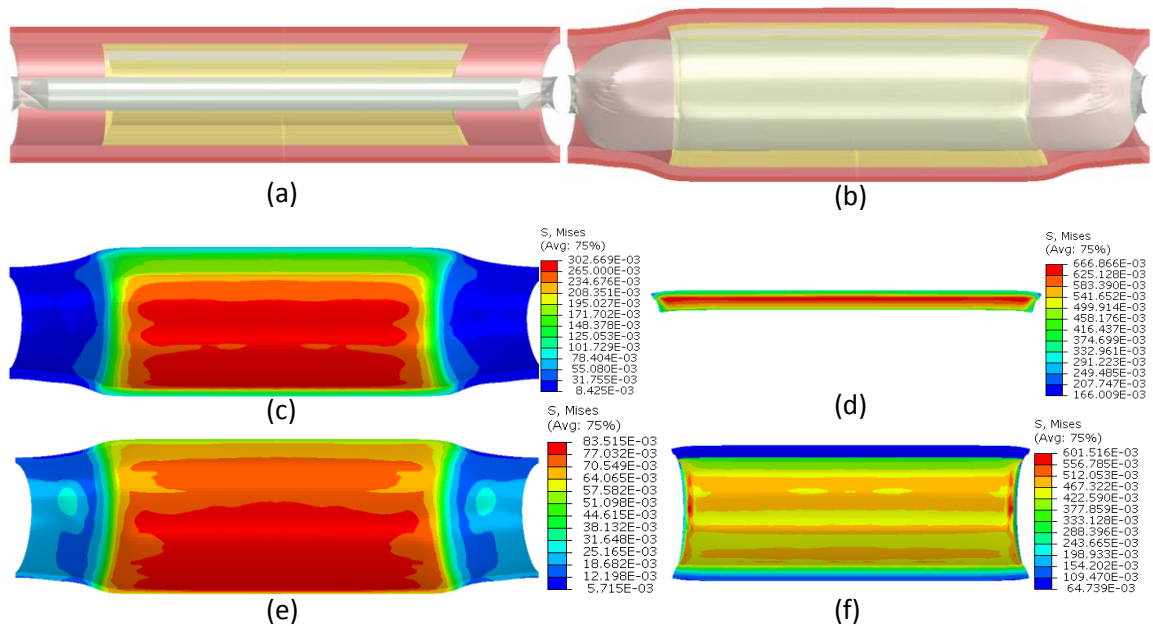 (a)
(b)
S, Mises
(Avg: 75%)
302.669E-03
265.000E-03
234.676E-03
208.351E-03
195.027E-03
171.702E-03
148.378E-03
125.053E-03
101.729E-03
78.404E-03
55.080E-03
31.755E-03
8.425E-03
(c)
S, Mises
(Avg: 75%)
666.866E-03
625.128E-03
583.390E-03
541.652E-03
499.914E-03
458.176E-03
416.437E-03
374.699E-03
332.961E-03
291.223E-03
249.485E-03
207.747E-03
166.009E-03
(d)
S, Mises
(Avg: 75%)
83.515E-03
77.032E-03
70.549E-03
64.065E-03
57.582E-03
51.098E-03
44.615E-03
38.132E-03
31.648E-03
25.165E-03
18.682E-03
12.198E-03
5.715E-03
(e)
S, Mises
(Avg: 75%)
601.516E-03
556.785E-03
512.053E-03
467.322E-03
422.590E-03
377.859E-03
333.128E-03
288.396E-03
243.665E-03
198.933E-03
154.202E-03
109.470E-03
64.739E-03
(f)